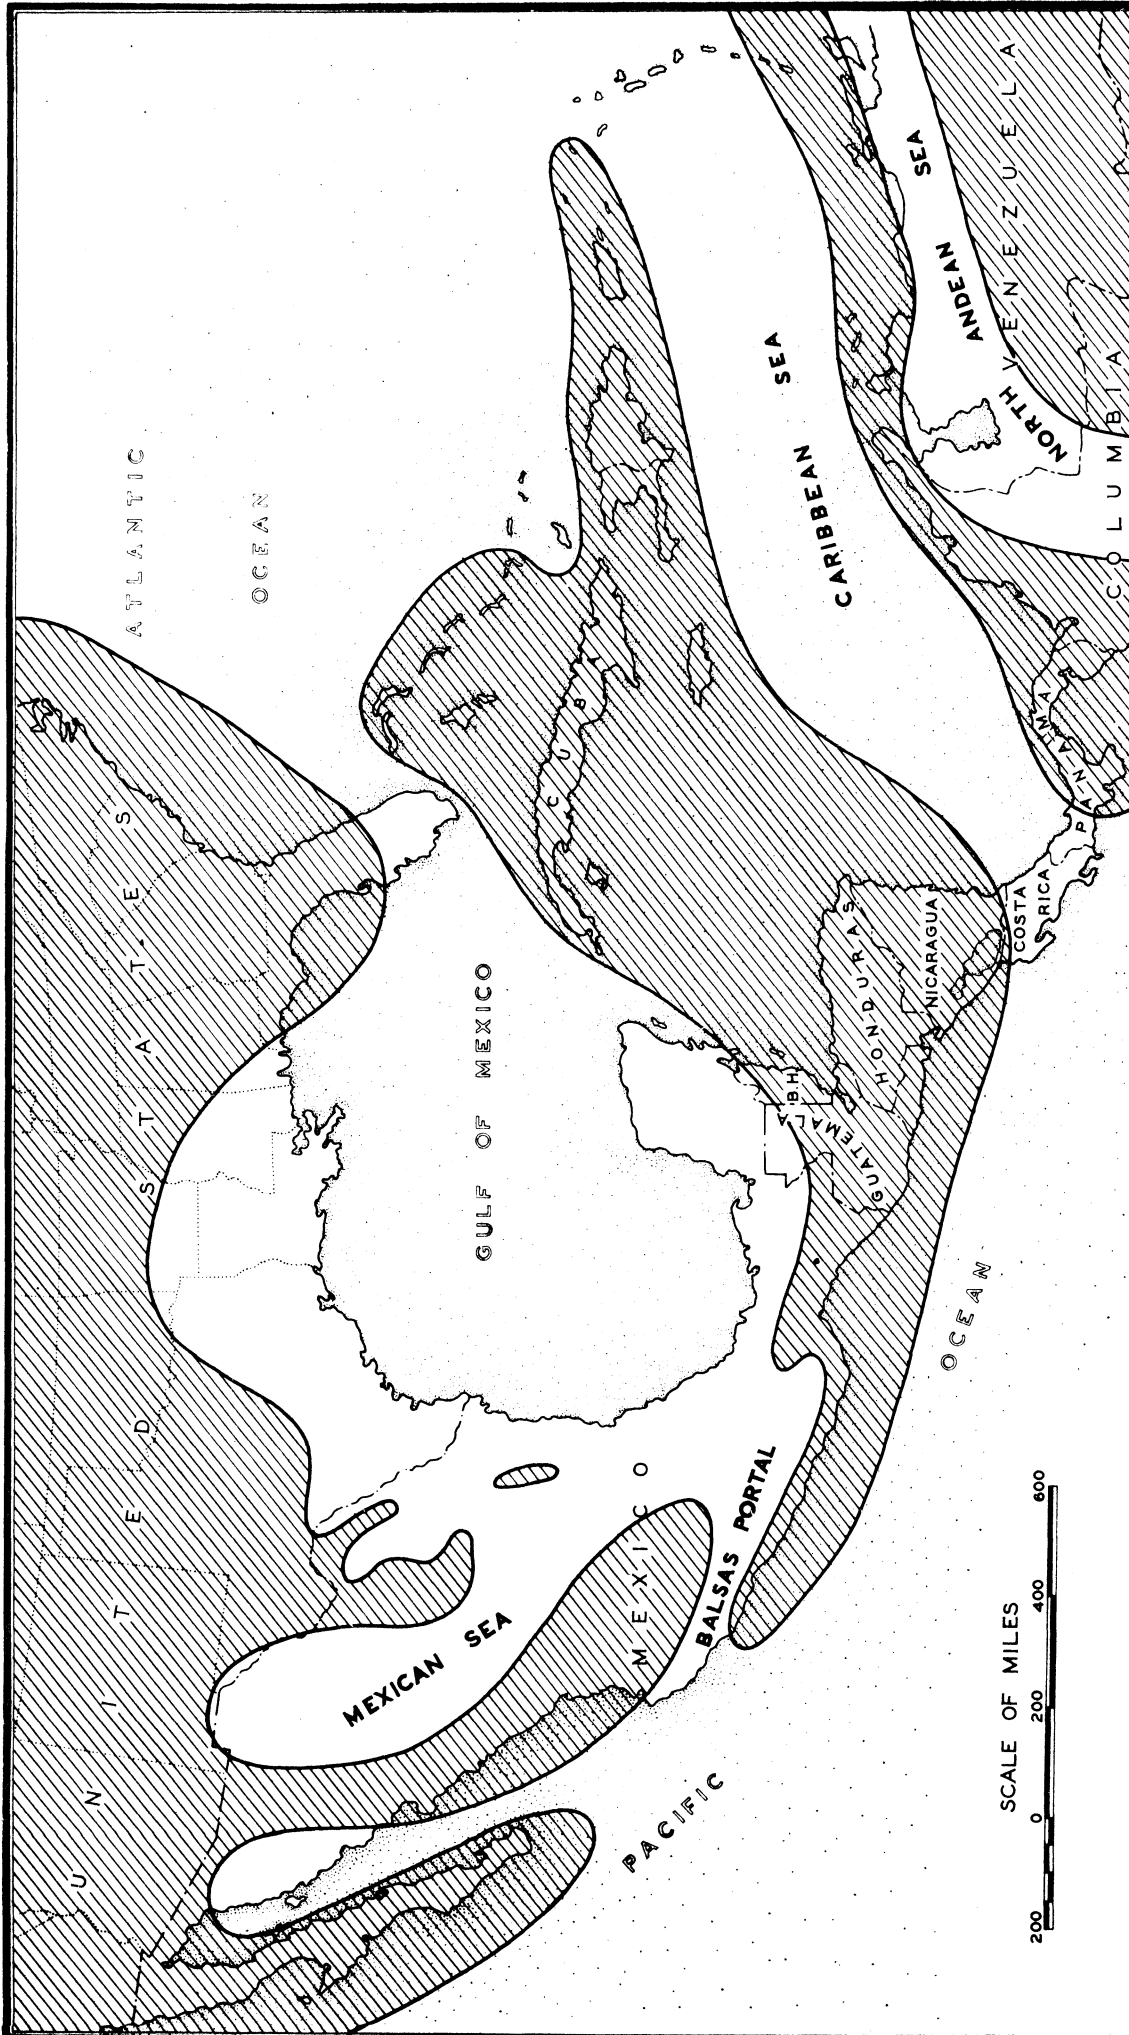 UNITED STATES
ATLANTIC
OCEAN
GULF OF MEXICO
MEXICAN SEA
MEXICO
BALSAS PORTAL
PACIFIC
OCEAN
CUBA
CARIBBEAN SEA
B.H.
GUATEMALA
HONDURAS
NICARAGUA
COSTA
RICA
PANAMA
NORTH ANDEAN SEA
VENEZUELA
COLUMBIA
SCALE OF MILES
200 0 200 400 600